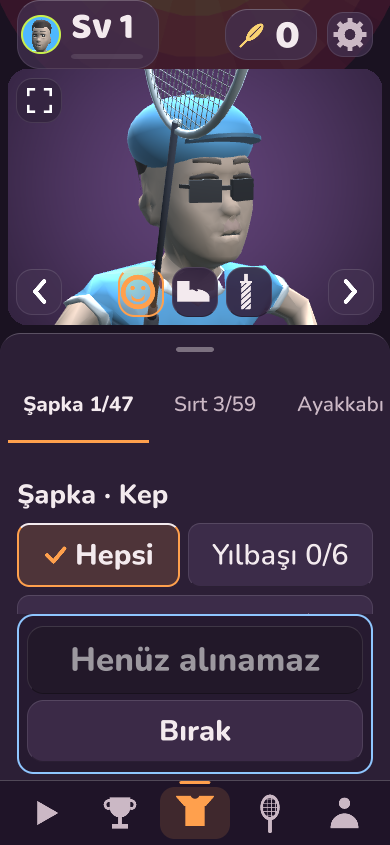 Sv 1
0
Şapka 1/47
Sırt 3/59
Ayakkabı
Şapka · Kep
Hepsi
Yılbaşı 0/6
Henüz alınamaz
Bırak